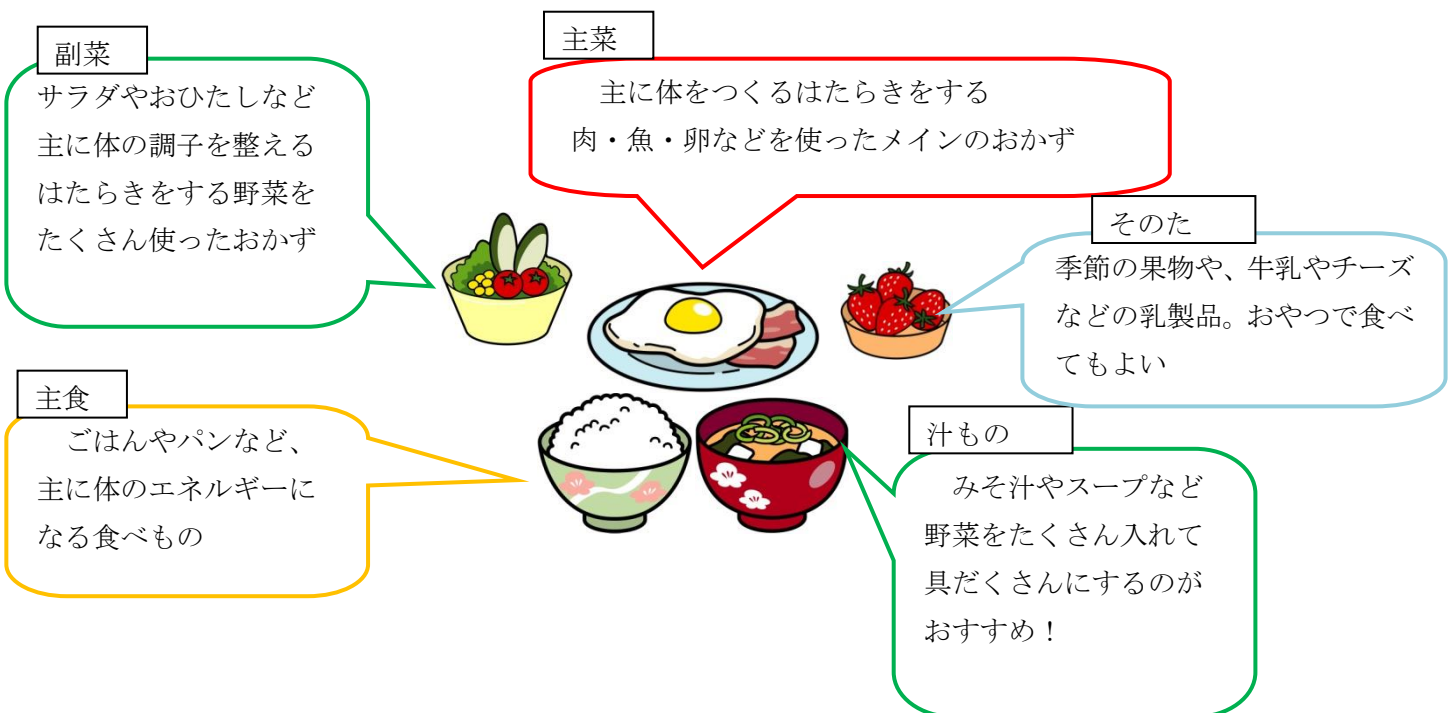 副菜
サラダやおひたしなど
主に体の調子を整える
はたらきをする野菜を
たくさん使ったおかず
主菜
主に体をつくるはたらきをする
肉・魚・卵などを使ったメインのおかず
そのた
季節の果物や、牛乳やチーズ
などの乳製品。おやつで食べ
てもよい
主食
ごはんやパンなど、
主に体のエネルギーに
なる食べもの
汁もの
みそ汁やスープなど
野菜をたくさん入れて
具だくさんにするのが
おすすめ！